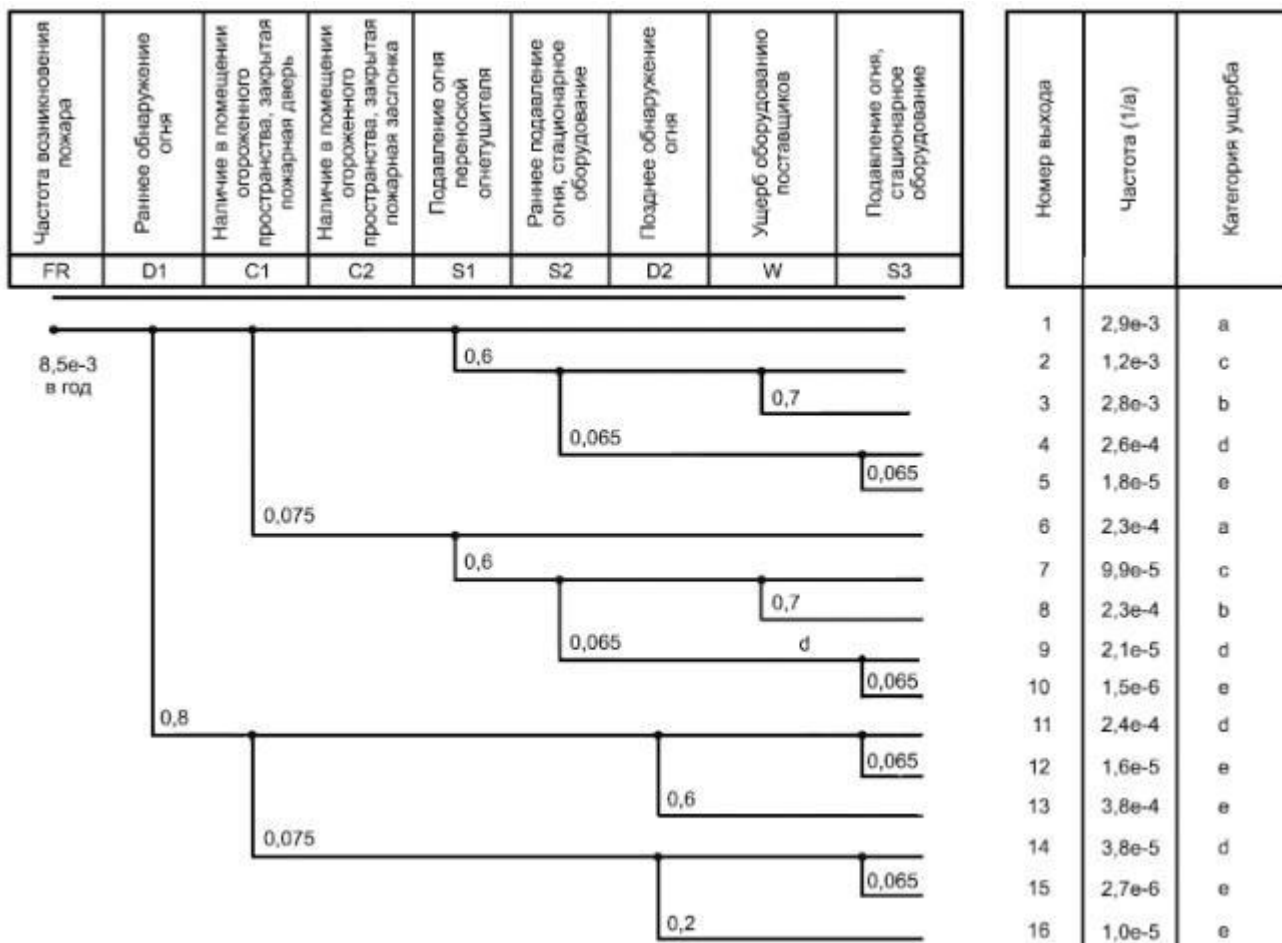 Частота возникновения
пожара
Раннее обнаружение
огня
Наличие в помещении
огороженного
пространства, закрытая
пожарная дверь
Наличие в помещении
огороженного
пространства, закрытая
пожарная заслонка
Подавление огня
переноской
огнетушителя
Раннее подавление
огня, стационарное
оборудование
Позднее обнаружение
огня
Ущерб оборудованию
поставщиков
Подавление огня,
стационарное
оборудование
Номер выхода
Частота (1/а)
Категория ущерба
FR D1 C1 C2 S1 S2 D2 W S3
1 2,9e-3 a
8,5e-3
в год
0,6
2 1,2e-3 c
0,7
3 2,8e-3 b
0,065
4 2,6e-4 d
0,065
5 1,8e-5 e
0,075
6 2,3e-4 a
0,6
7 9,9e-5 c
0,7
8 2,3e-4 b
0,065 d
9 2,1e-5 d
0,065
10 1,5e-6 e
0,8
11 2,4e-4 d
0,065
12 1,6e-5 e
0,6
13 3,8e-4 e
0,075
14 3,8e-5 d
0,065
15 2,7e-6 e
0,2
16 1,0e-5 e